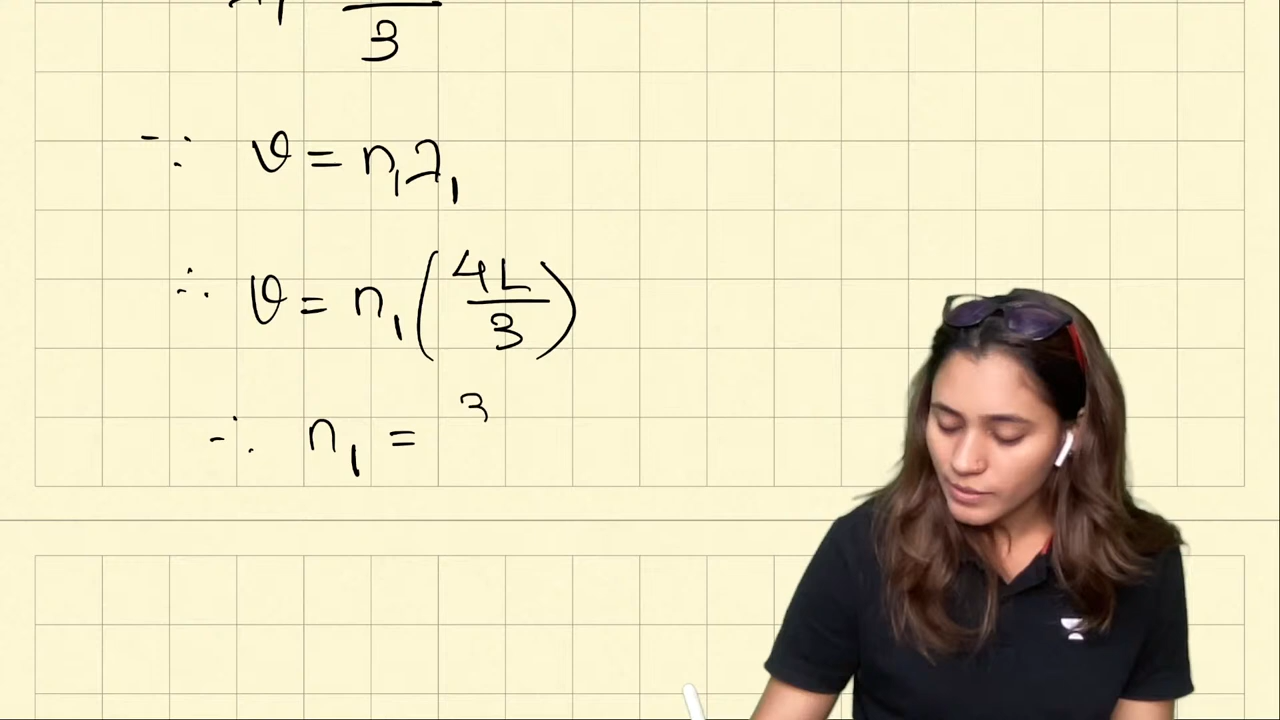 3
∵ v = n₁λ₁
∴ v = n₁(4L/3)
∴ n₁ = 3